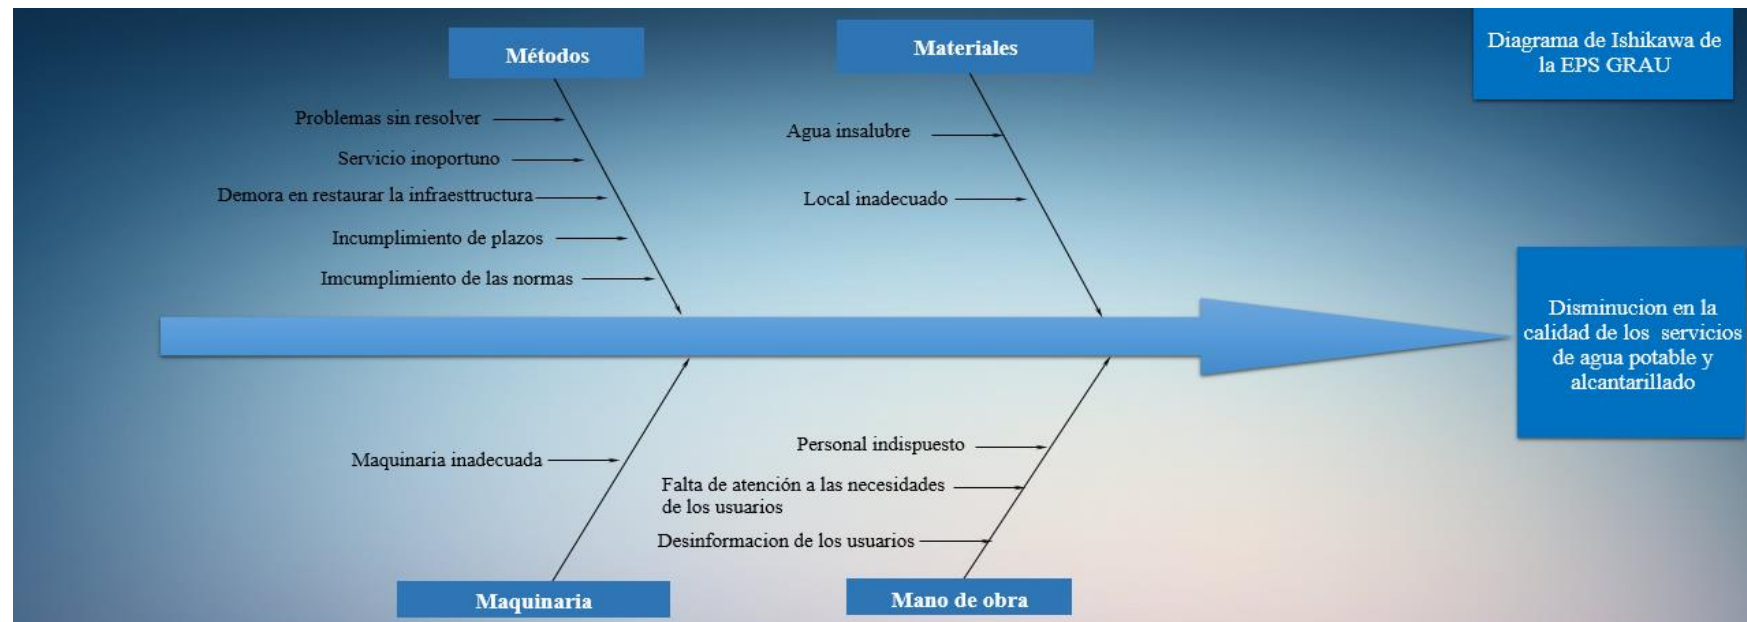 Métodos
Materiales
Diagrama de Ishikawa de
la EPS GRAU
Problemas sin resolver
Servicio inoportuno
Demora en restaurar la infraesttructura
Incumplimiento de plazos
Imcumplimiento de las normas
Agua insalubre
Local inadecuado
Disminucion en la
calidad de los servicios
de agua potable y
alcantarillado
Maquinaria inadecuada
Personal indispuesto
Falta de atención a las necesidades
de los usuarios
Desinformacion de los usuarios
Maquinaria
Mano de obra